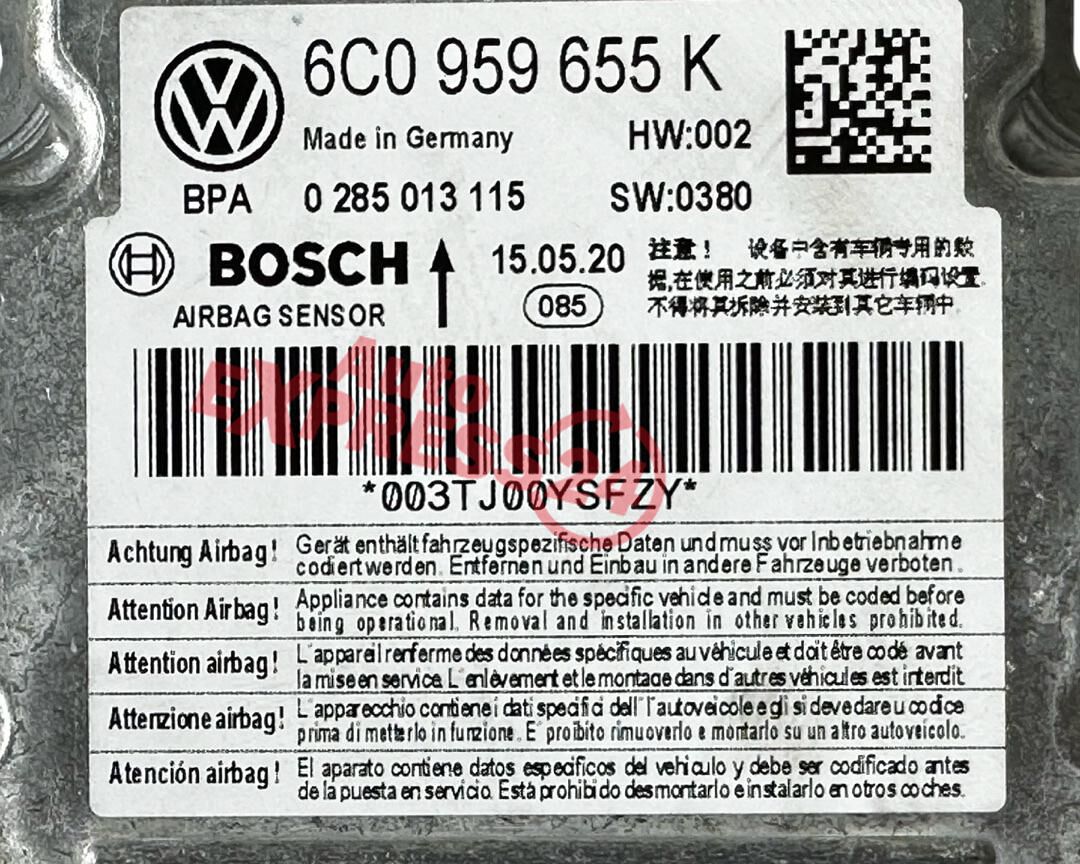 6C0 959 655 K
Made in Germany HW:002
BPA 0 285 013 115 SW:0380
BOSCH 15.05.20
085
AIRBAG SENSOR
注意！ 设备中含有车辆专用的数
据,在使用之前必须对其进行编码设置.
不得将其拆除并安装到其它车辆中.
Auto
EXPRESS24
*003TJ00YSFZY*
Achtung Airbag! Gerät enthält fahrzeugspezifische Daten und muss vor Inbetriebnahme
codiert werden. Entfernen und Einbau in andere Fahrzeuge verboten.
Attention Airbag! Appliance contains data for the specific vehicle and must be coded before
being operational. Removal and installation in other vehicles prohibited.
Attention airbag! L'appareil renferme des données spécifiques au véhicule et doit être codé avant
la mise en service. L'enlèvement et le montage dans d'autres véhicules est interdit.
Attenzione airbag! L'apparecchio contiene i dati specifici dell'l'autoveicolo e gli si deve dare u codice
prima di metterlo in funzione. E' proibito rimuoverlo e montarlo su un altro autoveicolo.
Atención airbag! El aparato contiene datos especificos del vehiculo y debe ser codificado antes
de la puesta en servicio. Está prohibido desmontarlo e instalarlo en otros coches.